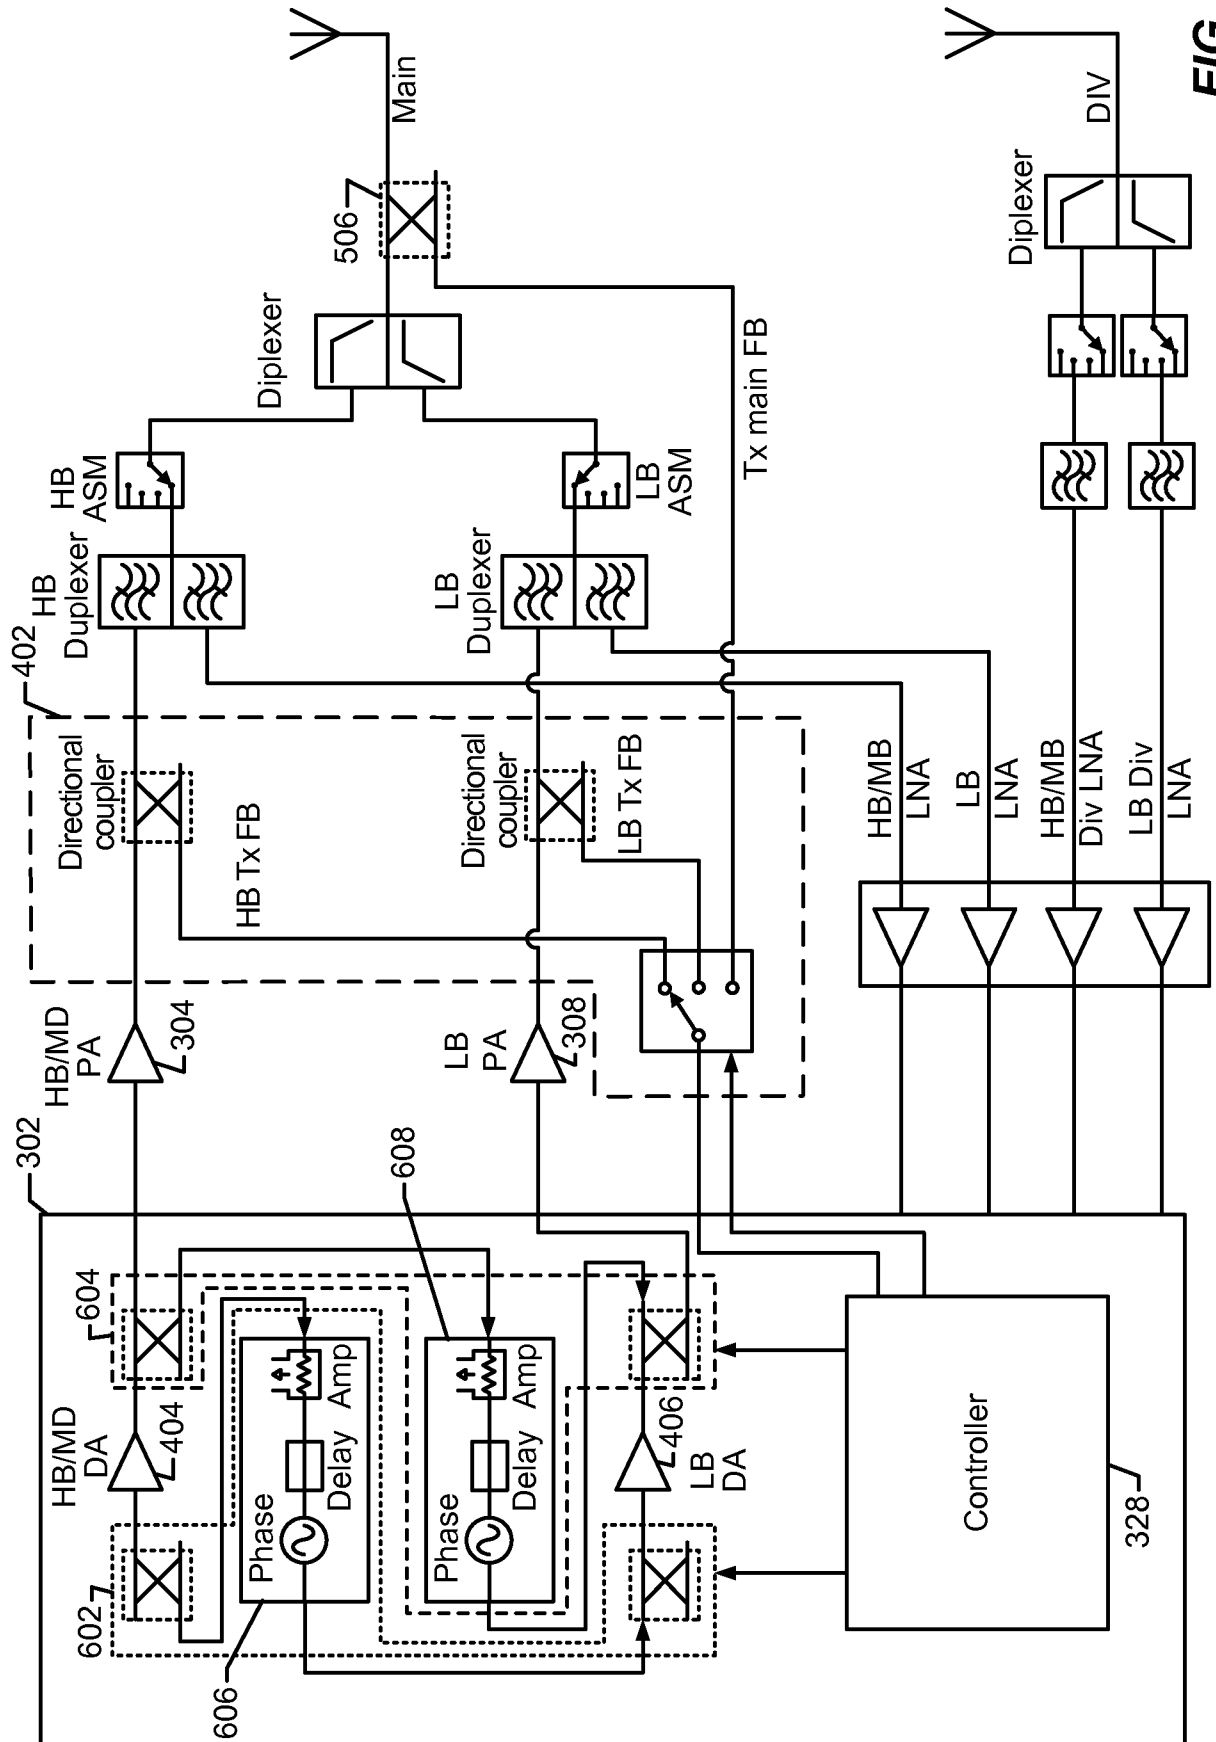 302
602
HB/MD
DA
404
604
HB/MD
PA
304
402
Directional
coupler
HB Tx FB
HB
Duplexer
HB
ASM
Diplexer
506
Main
606
Phase
Delay
Amp
608
Phase
Delay
Amp
LB
DA
406
LB
PA
308
Directional
coupler
LB Tx FB
LB
Duplexer
LB
ASM
Tx main FB
Controller
328
HB/MB
LNA
LB
LNA
HB/MB
Div LNA
LB Div
LNA
Diplexer
DIV
FIG